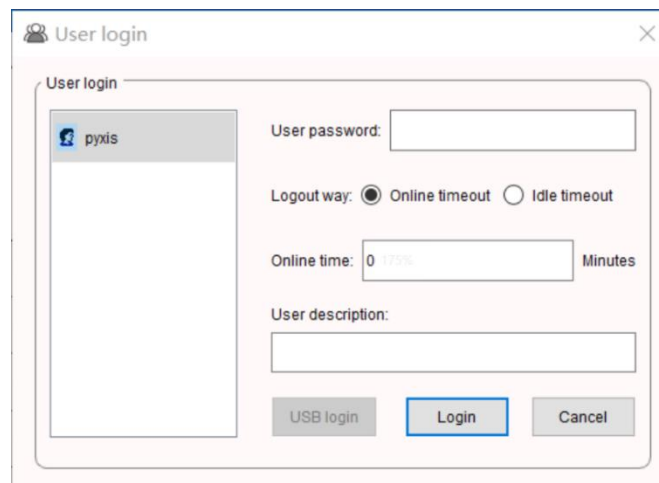 User login
User login
pyxis
User password:
Logout way: Online timeout Idle timeout
Online time: 0 175% Minutes
User description:
USB login Login Cancel